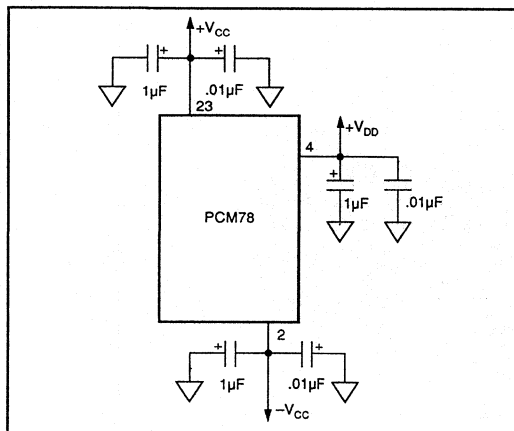 +VCC
+ +
1µF .01µF
23
4
+VDD
+
1µF .01µF
PCM78
2
+ +
1µF .01µF
−VCC